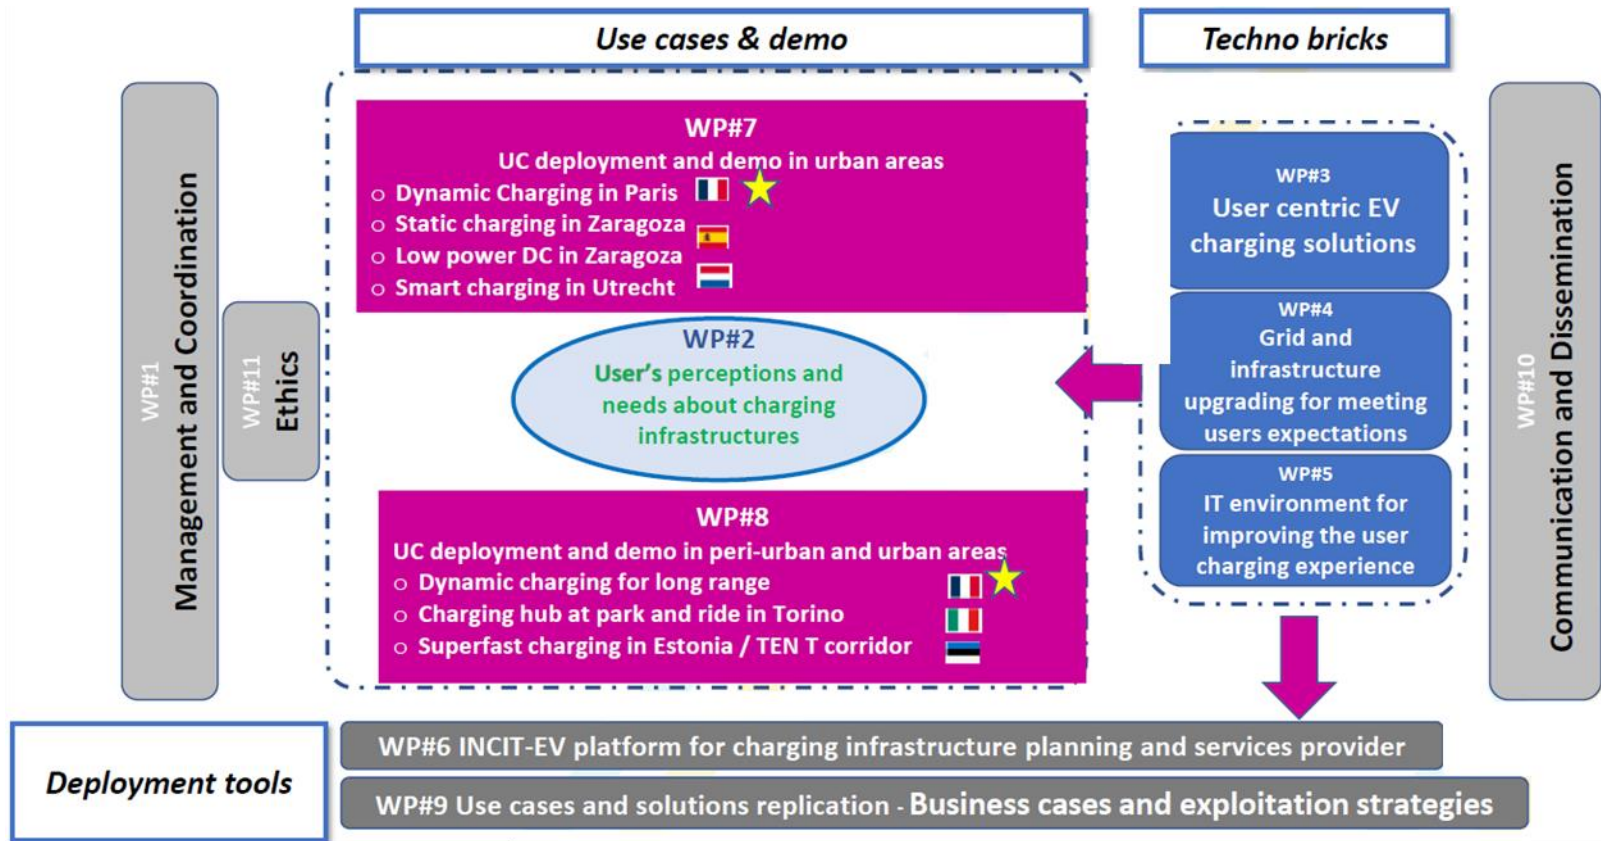 Use cases & demo
Techno bricks
WP#1
Management and Coordination
WP#11
Ethics
WP#7
UC deployment and demo in urban areas
o Dynamic Charging in Paris
o Static charging in Zaragoza
o Low power DC in Zaragoza
o Smart charging in Utrecht
WP#2
User's perceptions and
needs about charging
infrastructures
WP#8
UC deployment and demo in peri-urban and urban areas
o Dynamic charging for long range
o Charging hub at park and ride in Torino
o Superfast charging in Estonia / TEN T corridor
WP#3
User centric EV
charging solutions
WP#4
Grid and
infrastructure
upgrading for meeting
users expectations
WP#5
IT environment for
improving the user
charging experience
WP#10
Communication and Dissemination
Deployment tools
WP#6 INCIT-EV platform for charging infrastructure planning and services provider
WP#9 Use cases and solutions replication - Business cases and exploitation strategies